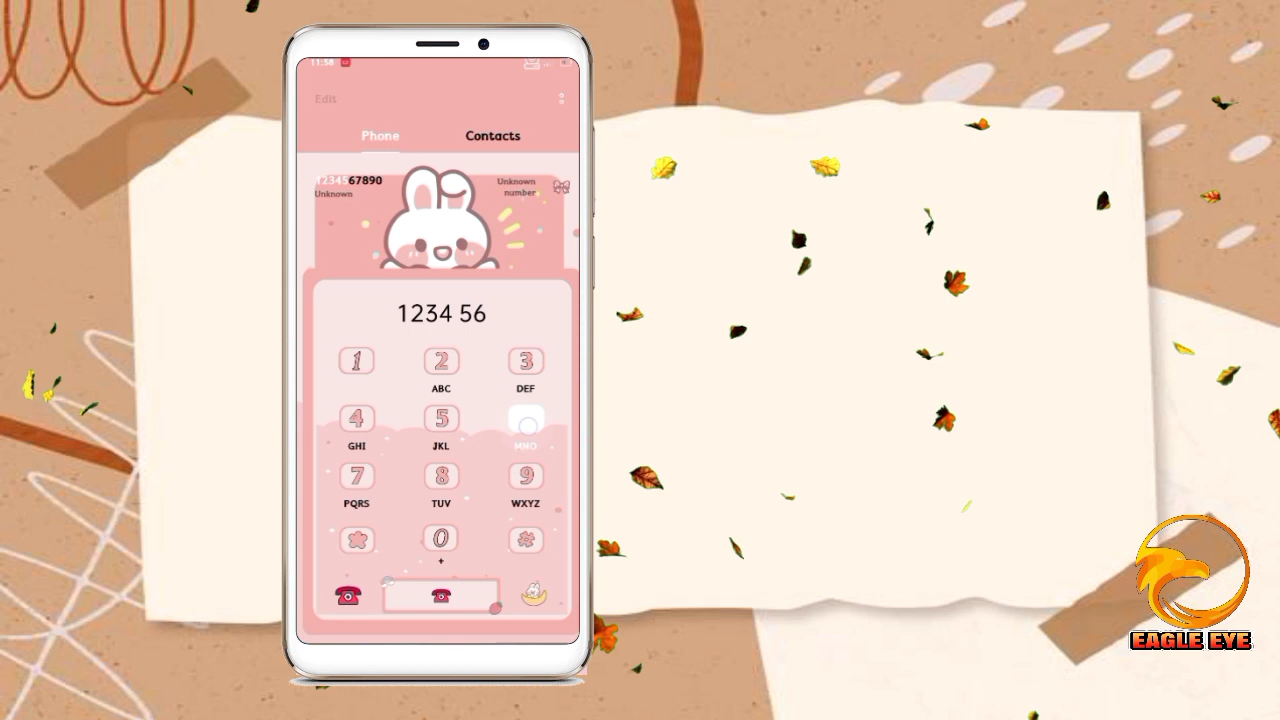 11:58
Edit
Phone Contacts
1234567890 Unknown
Unknown number
1234 56
1 2 3
ABC DEF
4 5
GHI JKL MNO
7 8 9
PQRS TUV WXYZ
* 0 #
+
EAGLE EYE